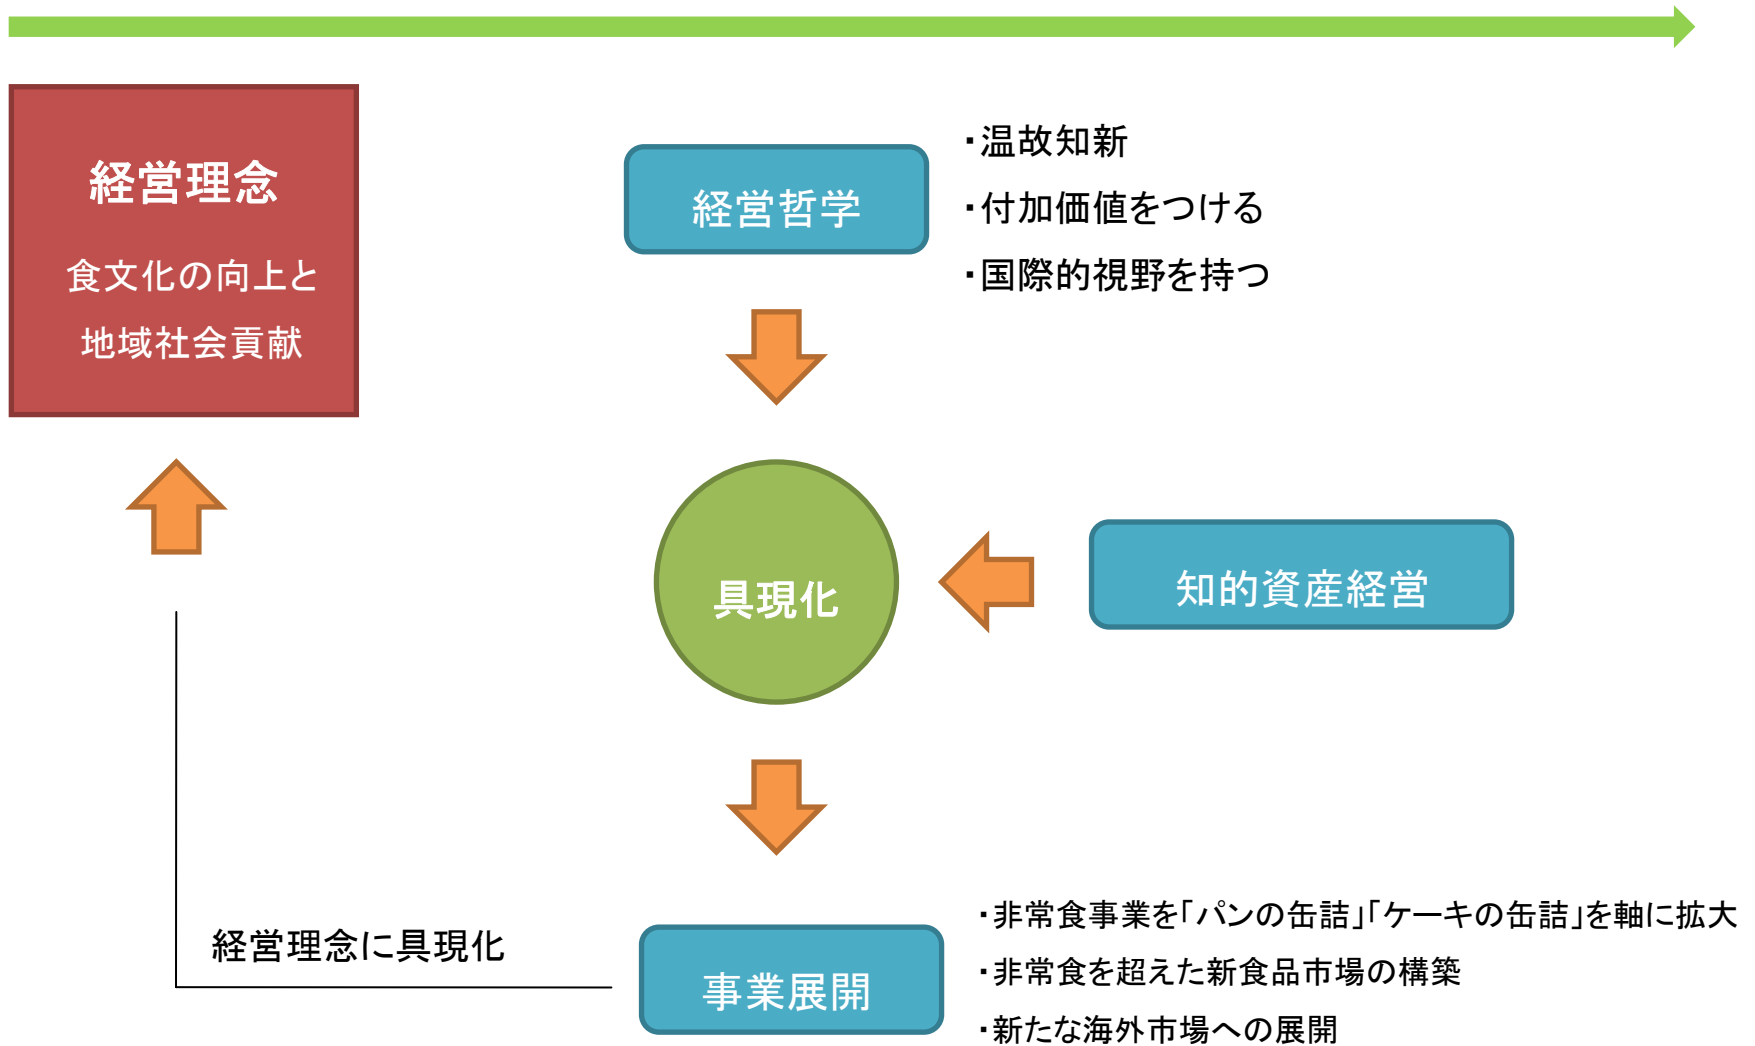 経営理念
食文化の向上と
地域社会貢献
経営哲学
・温故知新
・付加価値をつける
・国際的視野を持つ
具現化
知的資産経営
経営理念に具現化
事業展開
・非常食事業を「パンの缶詰」「ケーキの缶詰」を軸に拡大
・非常食を超えた新食品市場の構築
・新たな海外市場への展開